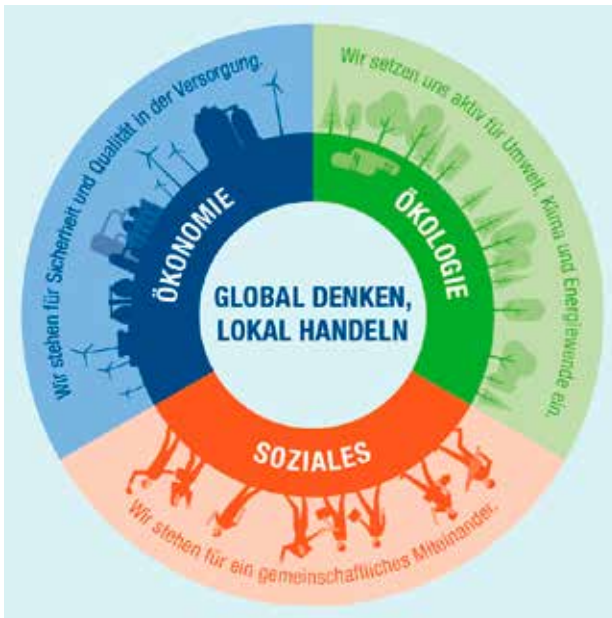 GLOBAL DENKEN,
LOKAL HANDELN
ÖKONOMIE
Wir stehen für Sicherheit und Qualität in der Versorgung.
ÖKOLOGIE
Wir setzen uns aktiv für Umwelt, Klima und Energiewende ein.
SOZIALES
Wir stehen für ein gemeinschaftliches Miteinander.